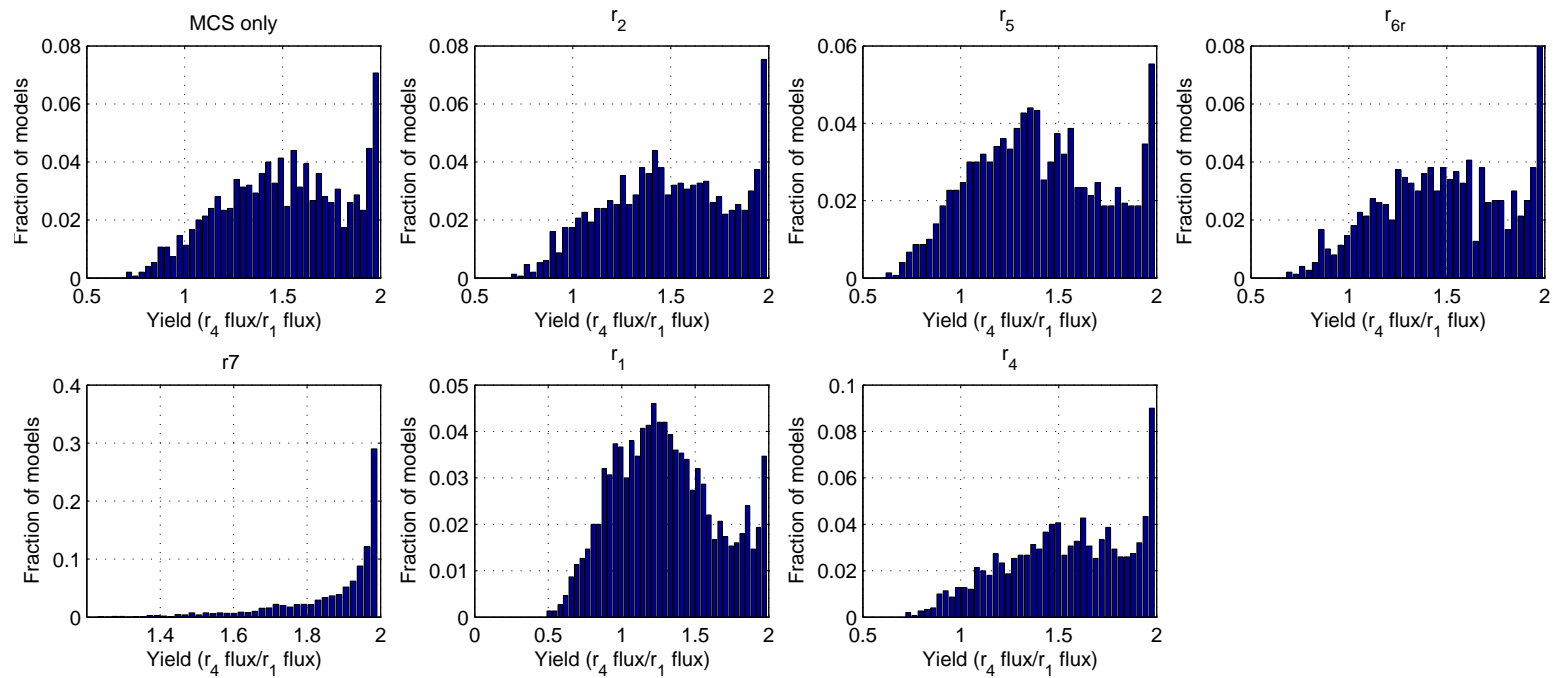 MCS only
Fraction of models
0.08
0.06
0.04
0.02
0
0.5 1 1.5 2
Yield (r4 flux/r1 flux)
r2
Fraction of models
0.08
0.06
0.04
0.02
0
0.5 1 1.5 2
Yield (r4 flux/r1 flux)
r5
Fraction of models
0.06
0.04
0.02
0
0.5 1 1.5 2
Yield (r4 flux/r1 flux)
r6r
Fraction of models
0.08
0.06
0.04
0.02
0
0.5 1 1.5 2
Yield (r4 flux/r1 flux)
r7
Fraction of models
0.4
0.3
0.2
0.1
0
1.4 1.6 1.8 2
Yield (r4 flux/r1 flux)
r1
Fraction of models
0.05
0.04
0.03
0.02
0.01
0
0 0.5 1 1.5 2
Yield (r4 flux/r1 flux)
r4
Fraction of models
0.1
0.08
0.06
0.04
0.02
0
0.5 1 1.5 2
Yield (r4 flux/r1 flux)